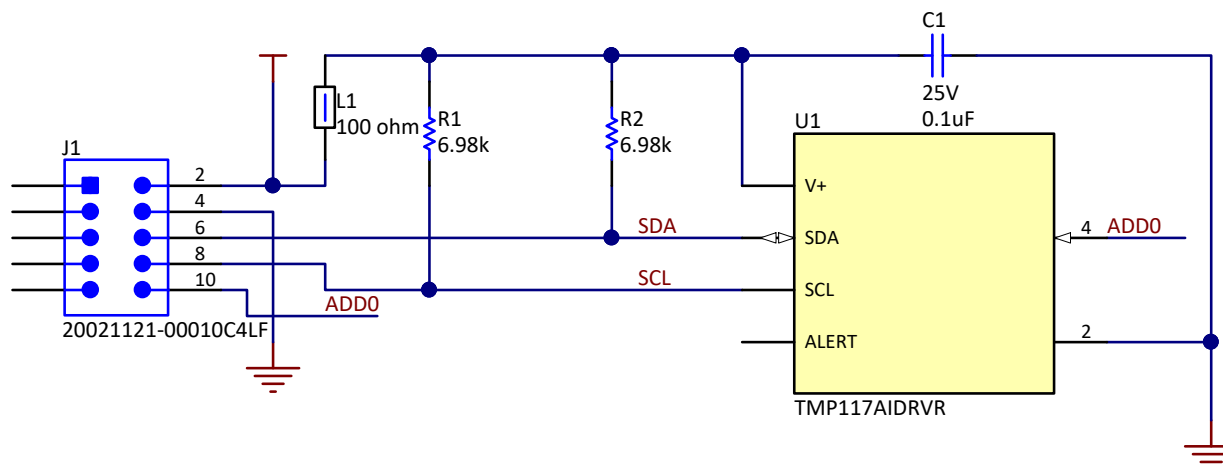 C1
25V
0.1uF
L1
100 ohm
R1
6.98k
R2
6.98k
U1
J1
2
4
6
8
10
V+
SDA
SDA
4
ADD0
SCL
SCL
ADD0
20021121-00010C4LF
ALERT
2
TMP117AIDRVR